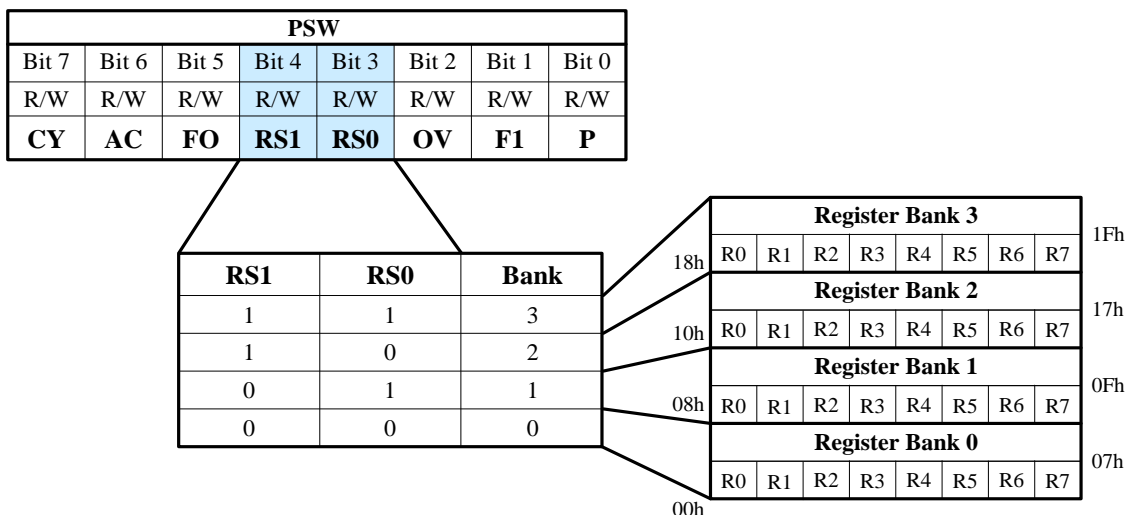 PSW
Bit 7 Bit 6 Bit 5 Bit 4 Bit 3 Bit 2 Bit 1 Bit 0
R/W R/W R/W R/W R/W R/W R/W R/W
CY AC FO RS1 RS0 OV F1 P
RS1 RS0 Bank
1 1 3
1 0 2
0 1 1
0 0 0
Register Bank 3
1Fh
18h R0 R1 R2 R3 R4 R5 R6 R7
Register Bank 2
17h
10h R0 R1 R2 R3 R4 R5 R6 R7
Register Bank 1
0Fh
08h R0 R1 R2 R3 R4 R5 R6 R7
Register Bank 0
07h
R0 R1 R2 R3 R4 R5 R6 R7
00h